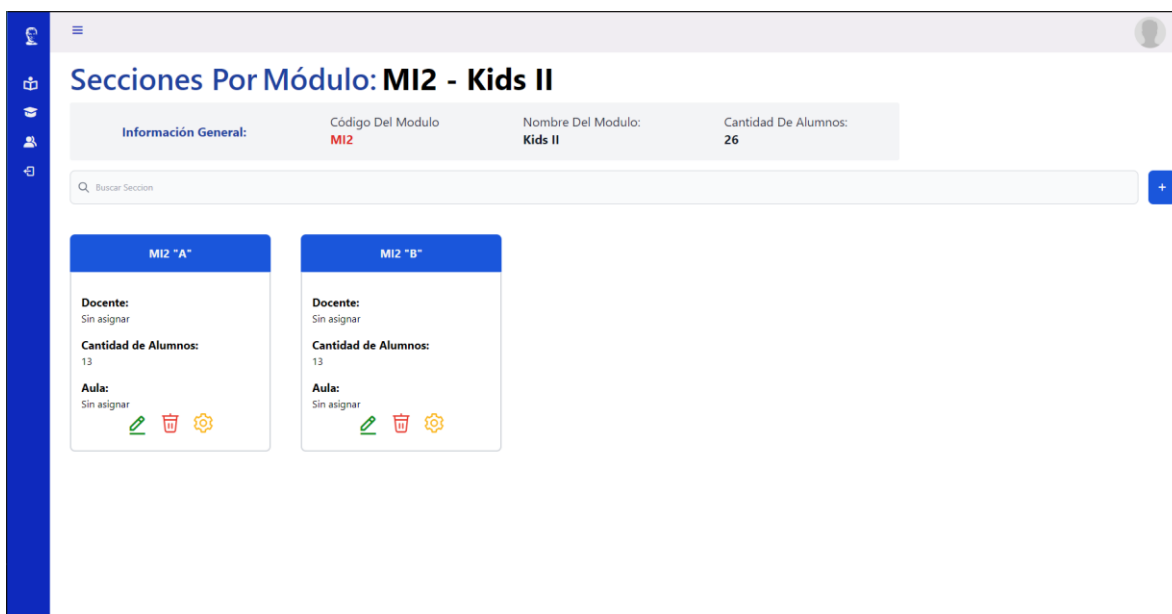 Secciones Por Módulo: MI2 - Kids II
Información General:
Código Del Modulo
MI2
Nombre Del Modulo:
Kids II
Cantidad De Alumnos:
26
Buscar Seccion
+
MI2 "A"
Docente:
Sin asignar
Cantidad de Alumnos:
13
Aula:
Sin asignar
MI2 "B"
Docente:
Sin asignar
Cantidad de Alumnos:
13
Aula:
Sin asignar